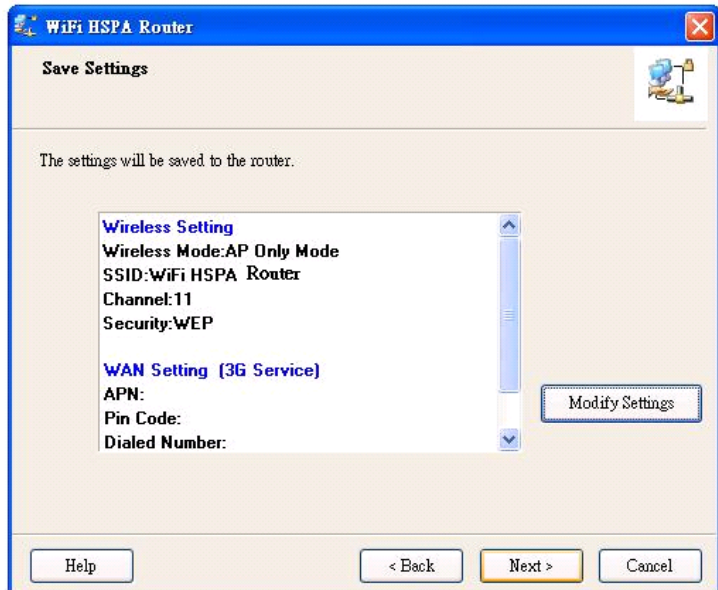 WiFi HSPA Router
Save Settings
The settings will be saved to the router.
Wireless Setting
Wireless Mode:AP Only Mode
SSID:WiFi HSPA Router
Channel:11
Security:WEP
WAN Setting (3G Service)
APN:
Pin Code:
Dialed Number:
Modify Settings
Help
< Back
Next >
Cancel